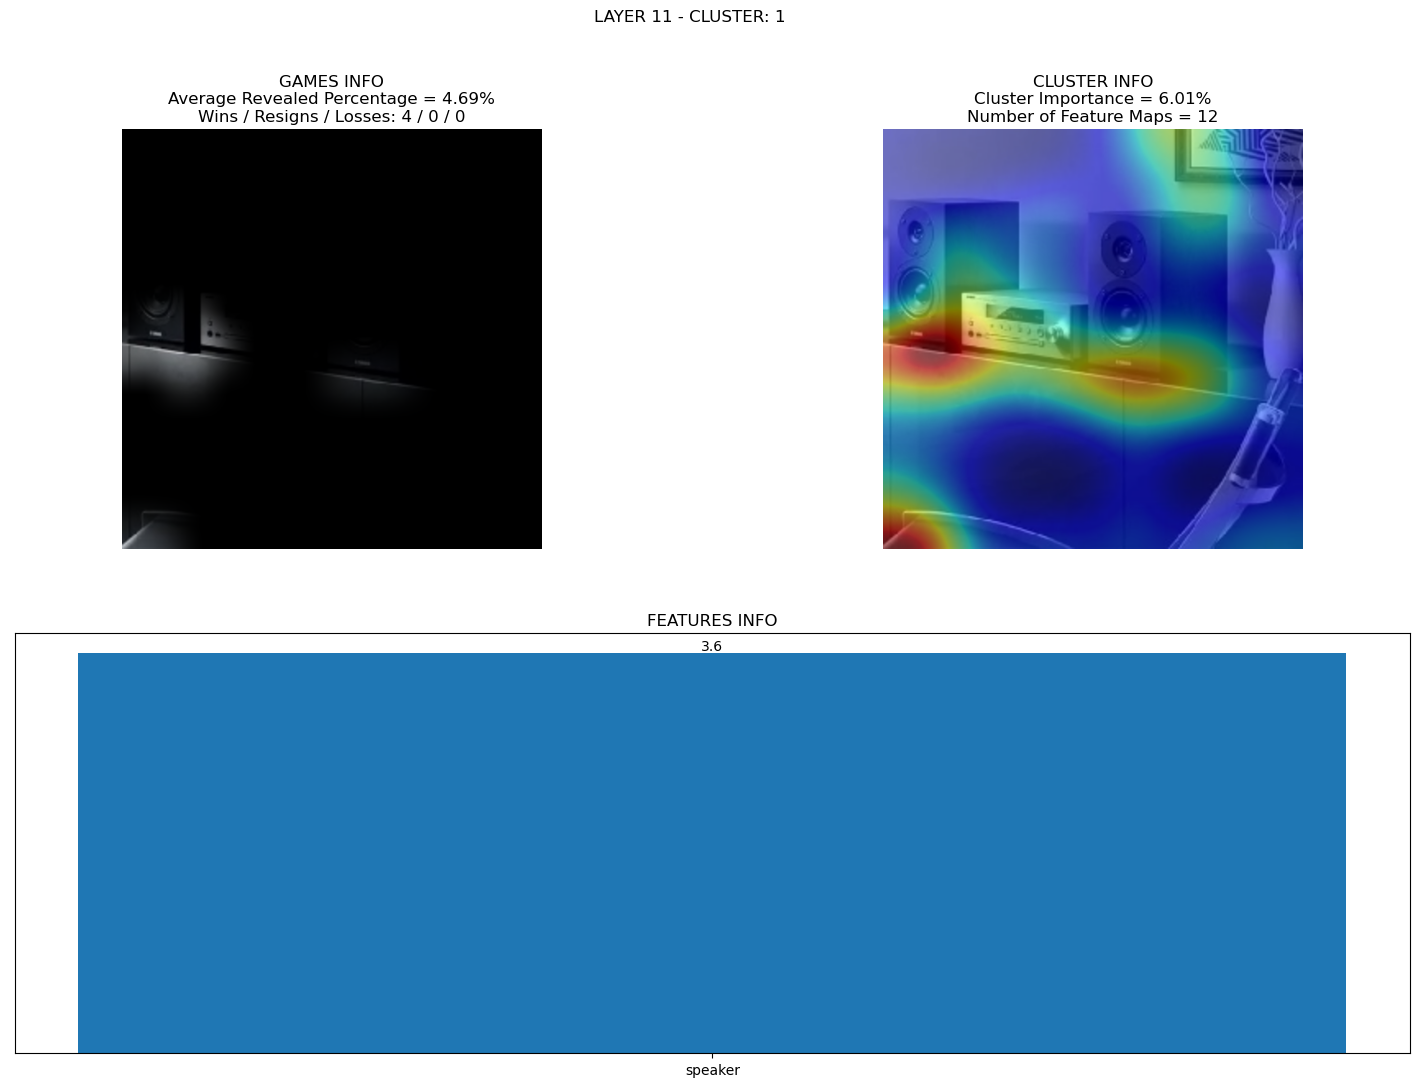 LAYER 11 - CLUSTER: 1
GAMES INFO
Average Revealed Percentage = 4.69%
Wins / Resigns / Losses: 4 / 0 / 0
CLUSTER INFO
Cluster Importance = 6.01%
Number of Feature Maps = 12
FEATURES INFO
3.6
speaker